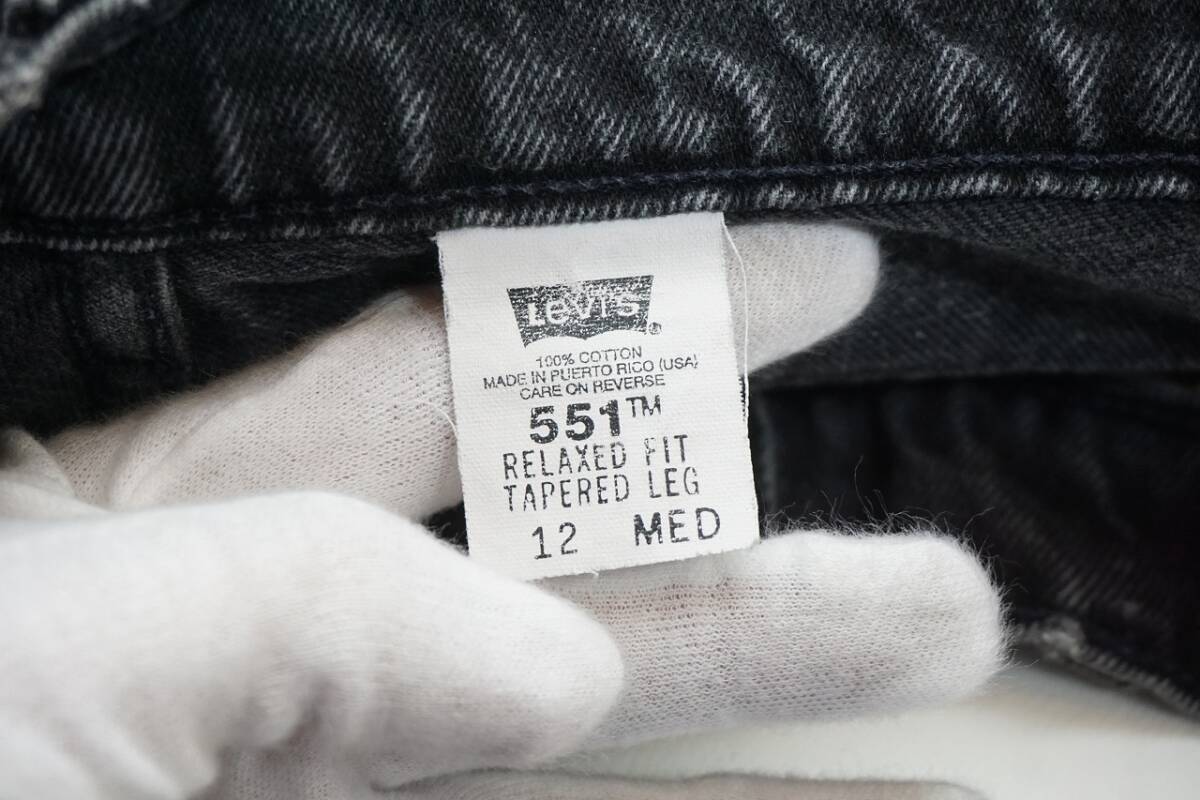 Levi's®
100% COTTON
MADE IN PUERTO RICO (USA)
CARE ON REVERSE
551™
RELAXED FIT
TAPERED LEG
12 MED